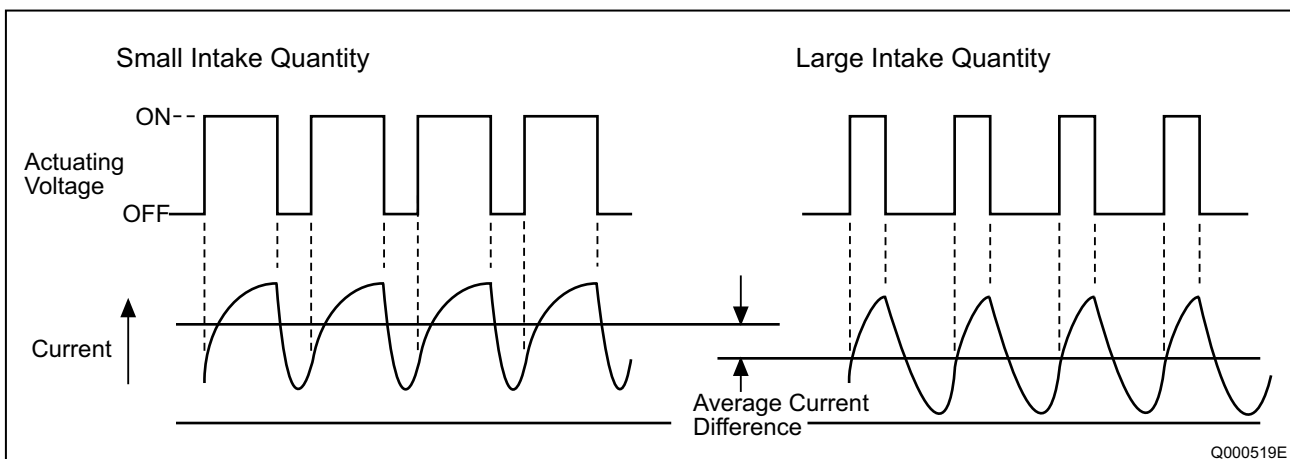 Small Intake Quantity
Large Intake Quantity
ON
Actuating
Voltage
OFF
Current
Average Current
Difference
Q000519E